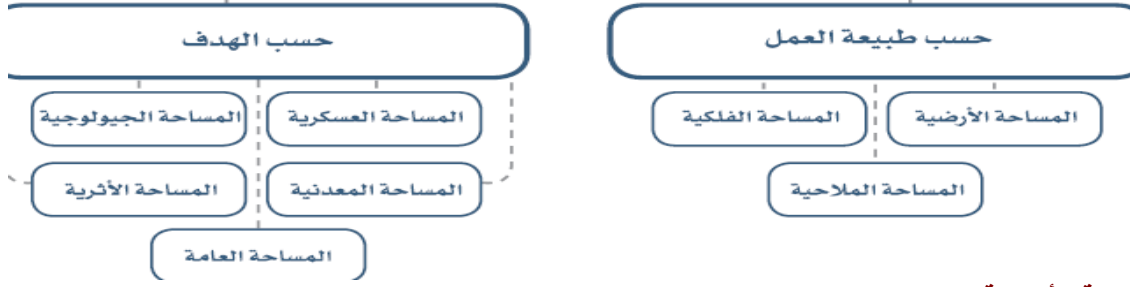 حسب طبيعة العمل
المساحة الأرضية
المساحة الفلكية
المساحة الملاحية
حسب الهدف
المساحة العسكرية
المساحة الجيولوجية
المساحة المعدنية
المساحة الأثرية
المساحة العامة